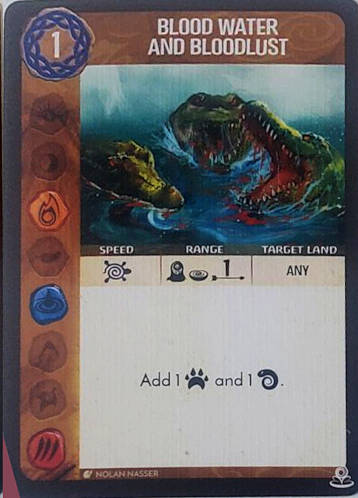 1
BLOOD WATER
AND BLOODLUST
SPEED RANGE TARGET LAND
1 ANY
Add 1 and 1.
NOLAN NASSER